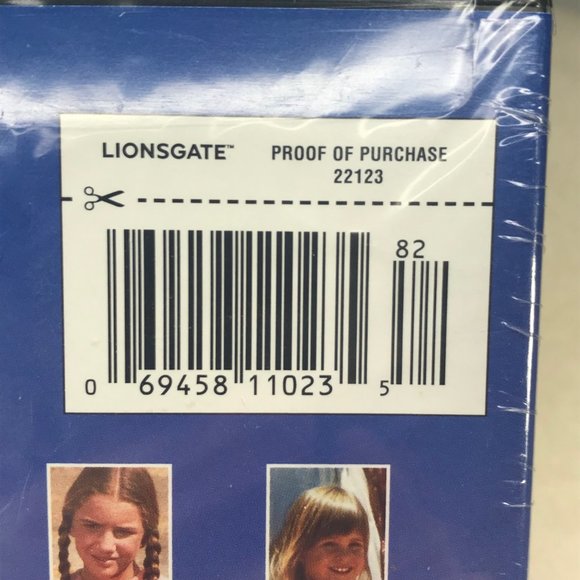 LIONSGATE™ PROOF OF PURCHASE
22123
82
0 69458 11023 5